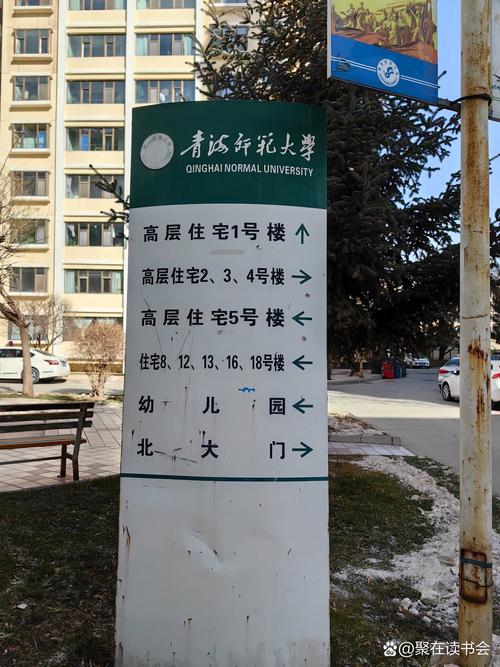 青海师范大学
QINGHAI NORMAL UNIVERSITY
高层住宅1号楼 ↑
高层住宅2、3、4号楼 →
高层住宅5号楼 ←
住宅8、12、13、16、18号楼 ←
幼儿园 ←
北大门 →
@聚在读书会